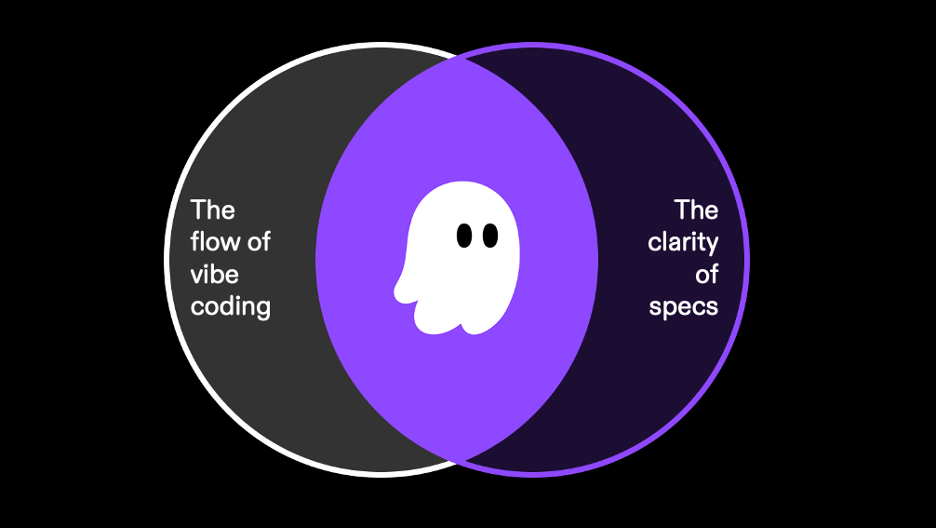 The
flow of
vibe
coding
The
clarity
of
specs